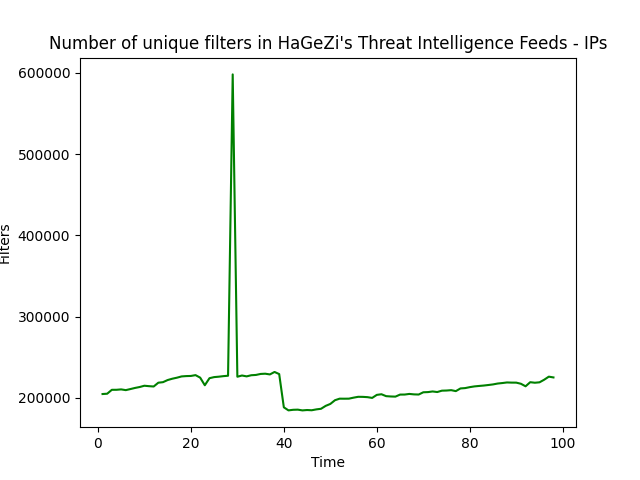 Number of unique filters in HaGeZi's Threat Intelligence Feeds - IPs
600000
500000
400000
300000
200000
Filters
0 20 40 60 80 100
Time